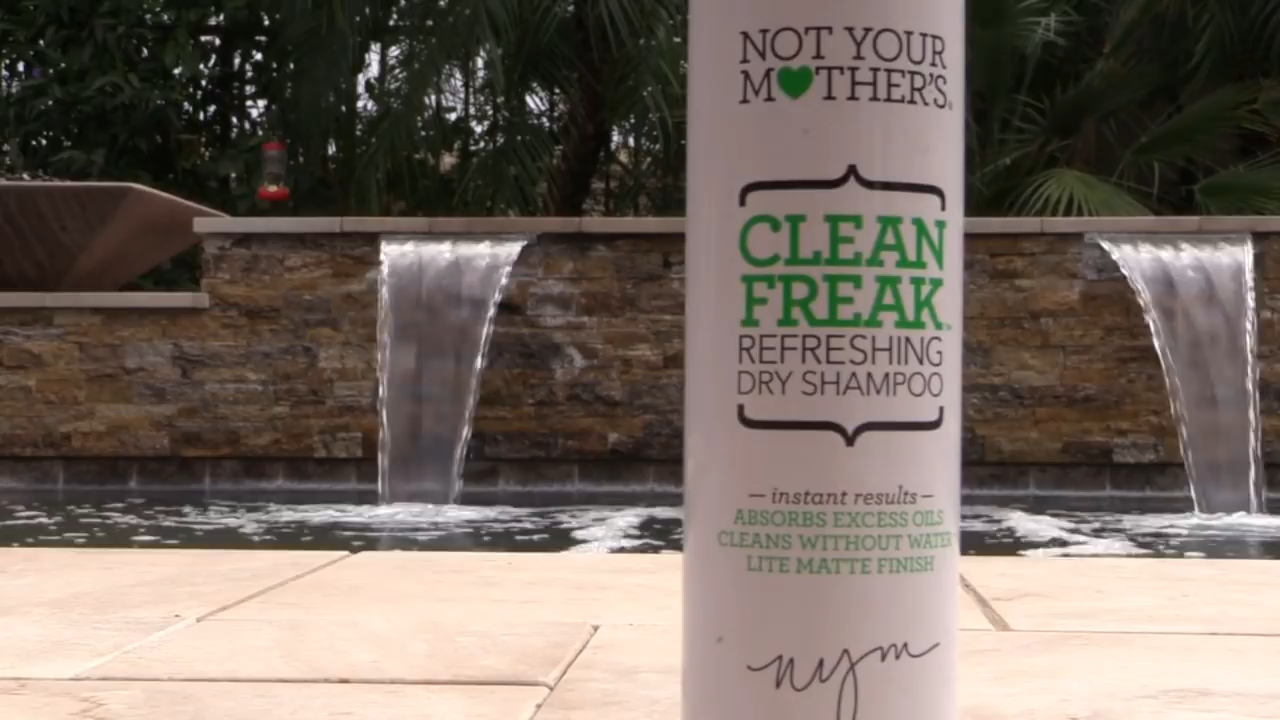 NOT YOUR
MOTHER'S®
CLEAN
FREAK™
REFRESHING
DRY SHAMPOO
— instant results —
ABSORBS EXCESS OILS
CLEANS WITHOUT WATER
LITE MATTE FINISH
nym